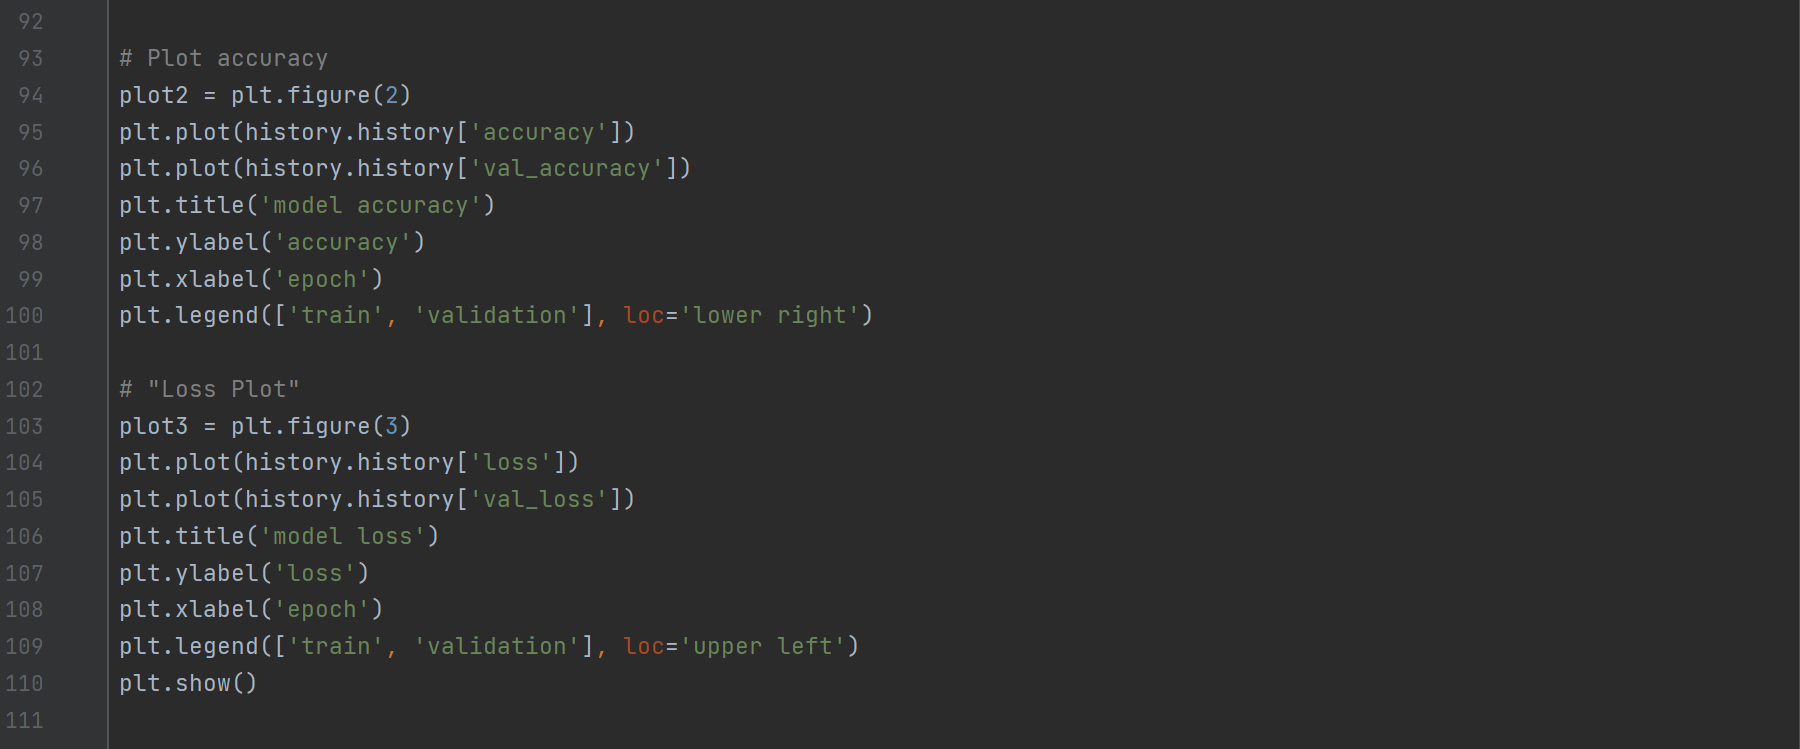 92
93 # Plot accuracy
94 plot2 = plt.figure(2)
95 plt.plot(history.history['accuracy'])
96 plt.plot(history.history['val_accuracy'])
97 plt.title('model accuracy')
98 plt.ylabel('accuracy')
99 plt.xlabel('epoch')
100 plt.legend(['train', 'validation'], loc='lower right')
101
102 # "Loss Plot"
103 plot3 = plt.figure(3)
104 plt.plot(history.history['loss'])
105 plt.plot(history.history['val_loss'])
106 plt.title('model loss')
107 plt.ylabel('loss')
108 plt.xlabel('epoch')
109 plt.legend(['train', 'validation'], loc='upper left')
110 plt.show()
111